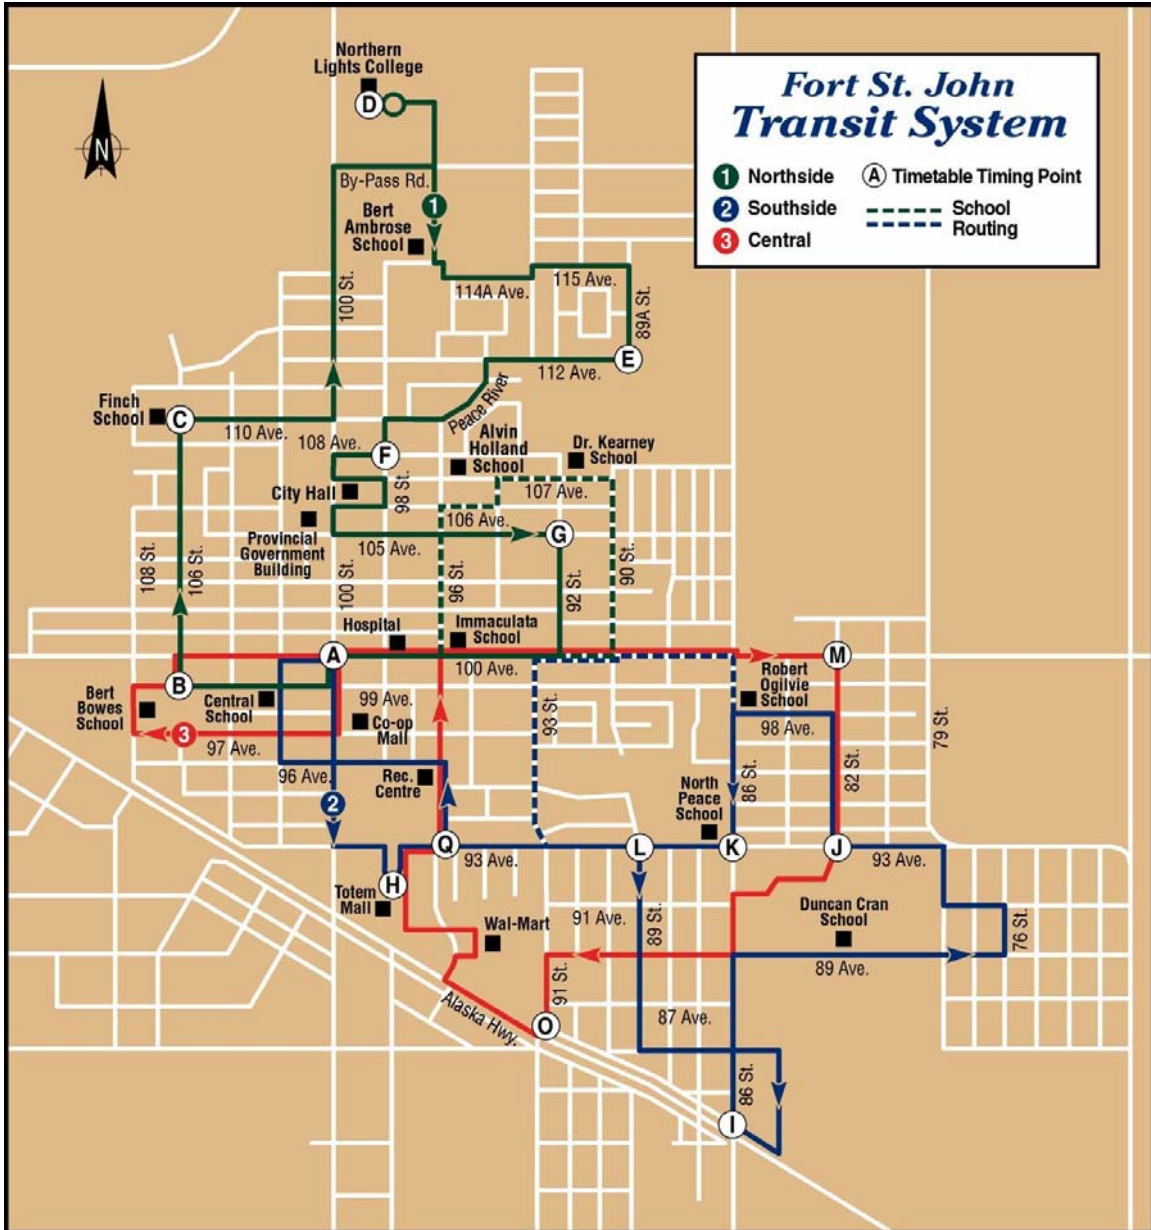 Fort St. John
Transit System
1 Northside
A Timetable Timing Point
2 Southside
School
Routing
3 Central
N
Northern
Lights College
D
By-Pass Rd.
1
Bert
Ambrose
School
114A Ave.
115 Ave.
89A St.
100 St.
E
112 Ave.
Peace River
Finch
School
C
110 Ave.
108 Ave.
F
Alvin
Holland
School
Dr. Kearney
School
City Hall
98 St.
107 Ave.
106 Ave.
G
Provincial
Government
Building
105 Ave.
108 St.
106 St.
100 St.
96 St.
92 St.
90 St.
Hospital
Immaculata
School
A
100 Ave.
M
B
Bert
Bowes
School
Central
School
99 Ave.
Co-op
Mall
Robert
Ogilvie
School
3
97 Ave.
93 St.
98 Ave.
79 St.
96 Ave.
Rec.
Centre
2
North
Peace
School
86 St.
82 St.
Q
93 Ave.
L
K
J
93 Ave.
H
Totem
Mall
Wal-Mart
91 Ave.
89 St.
Duncan Cran
School
76 St.
89 Ave.
91 St.
O
Alaska Hwy.
87 Ave.
86 St.
I